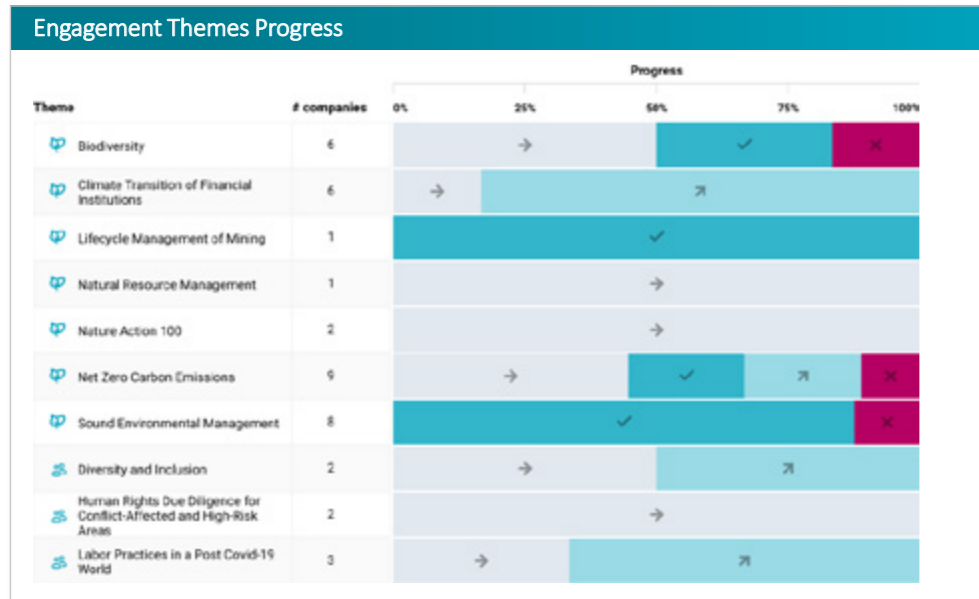 Engagement Themes Progress
Progress
Theme # companies 0% 25% 50% 75% 100%
Biodiversity 6
Climate Transition of Financial
Institutions 6
Lifecycle Management of Mining 1
Natural Resource Management 1
Nature Action 100 2
Net Zero Carbon Emissions 9
Sound Environmental Management 8
Diversity and Inclusion 2
Human Rights Due Diligence for
Conflict-Affected and High-Risk 2
Areas
Labor Practices in a Post Covid-19
World 3